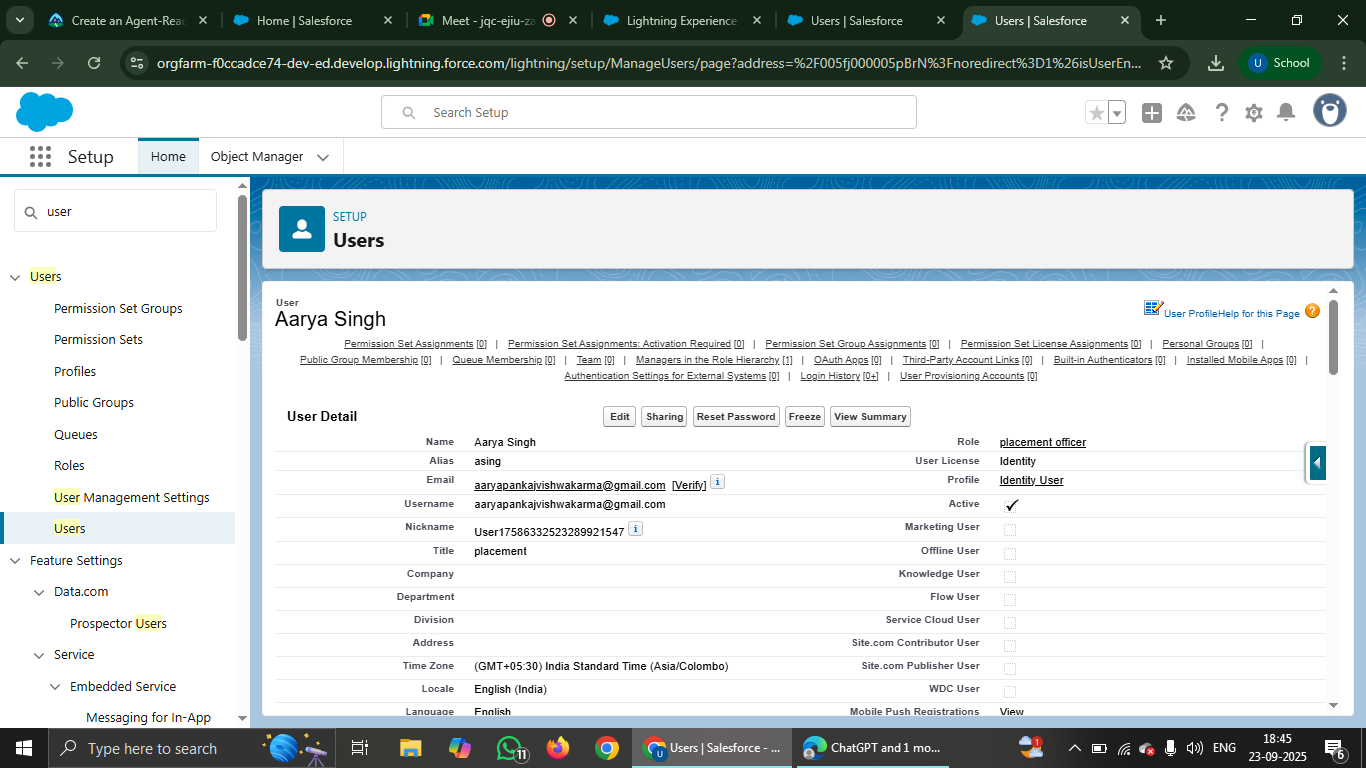 Create an Agent-Rea
Home | Salesforce
Meet - jqc-ejiu-za
Lightning Experience
Users | Salesforce
Users | Salesforce
orgfarm-f0ccadce74-dev-ed.develop.lightning.force.com/lightning/setup/ManageUsers/page?address=%2F005fj000005pBrN%3Fnoredirect%3D1%26isUserEn...
U School
Search Setup
Setup
Home
Object Manager
user
Users
Permission Set Groups
Permission Sets
Profiles
Public Groups
Queues
Roles
User Management Settings
Users
Feature Settings
Data.com
Prospector Users
Service
Embedded Service
Messaging for In-App
SETUP
Users
User
Aarya Singh
User Profile Help for this Page ?
Permission Set Assignments [0] | Permission Set Assignments: Activation Required [0] | Permission Set Group Assignments [0] | Permission Set License Assignments [0] | Personal Groups [0] |
Public Group Membership [0] | Queue Membership [0] | Team [0] | Managers in the Role Hierarchy [1] | OAuth Apps [0] | Third-Party Account Links [0] | Built-in Authenticators [0] | Installed Mobile Apps [0] |
Authentication Settings for External Systems [0] | Login History [0+] | User Provisioning Accounts [0]
User Detail
Edit Sharing Reset Password Freeze View Summary
Name Aarya Singh Role placement officer
Alias asing User License Identity
Email aaryapankajvishwakarma@gmail.com [Verify] i Profile Identity User
Username aaryapankajvishwakarma@gmail.com Active
Nickname User17586332523289921547 i Marketing User
Title placement Offline User
Company Knowledge User
Department Flow User
Division Service Cloud User
Address Site.com Contributor User
Time Zone (GMT+05:30) India Standard Time (Asia/Colombo) Site.com Publisher User
Locale English (India) WDC User
Language English Mobile Push Registrations View
Type here to search
11
U
Users | Salesforce - ...
ChatGPT and 1 mo...
1
ENG
18:45
23-09-2025
6